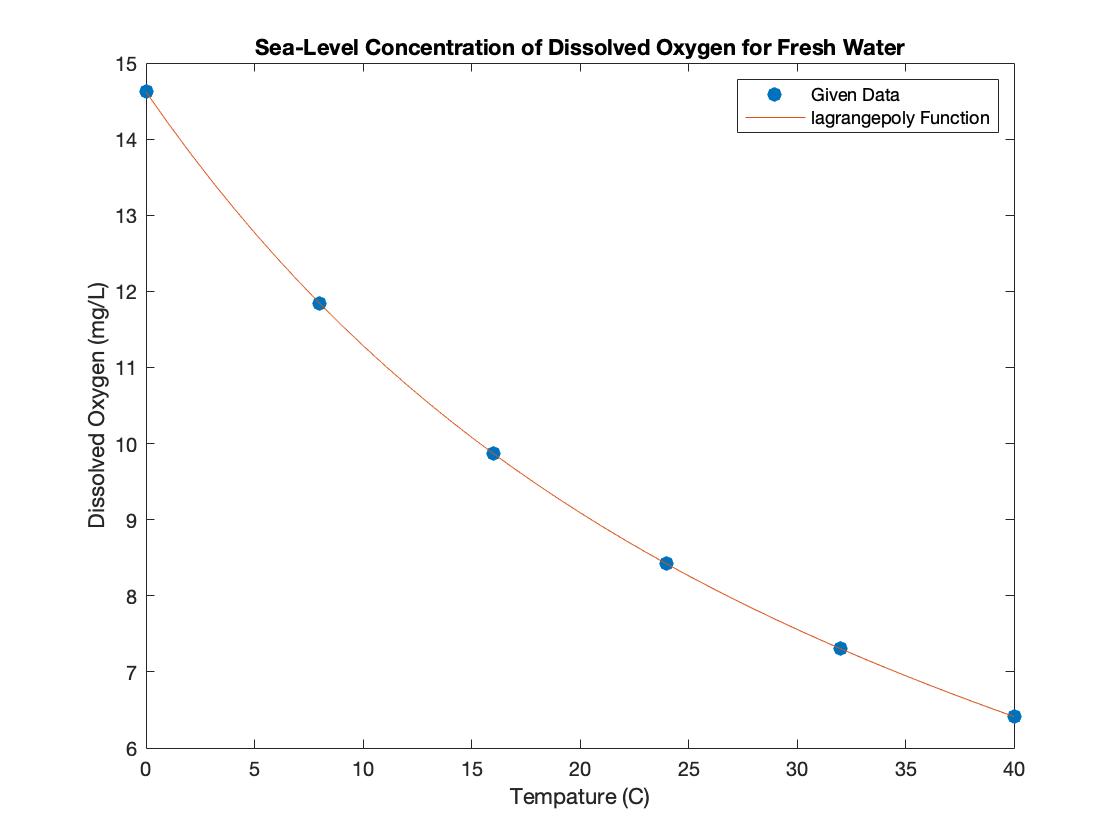 Sea-Level Concentration of Dissolved Oxygen for Fresh Water
Given Data
lagrangepoly Function
Dissolved Oxygen (mg/L)
15
14
13
12
11
10
9
8
7
6
0 5 10 15 20 25 30 35 40
Tempature (C)